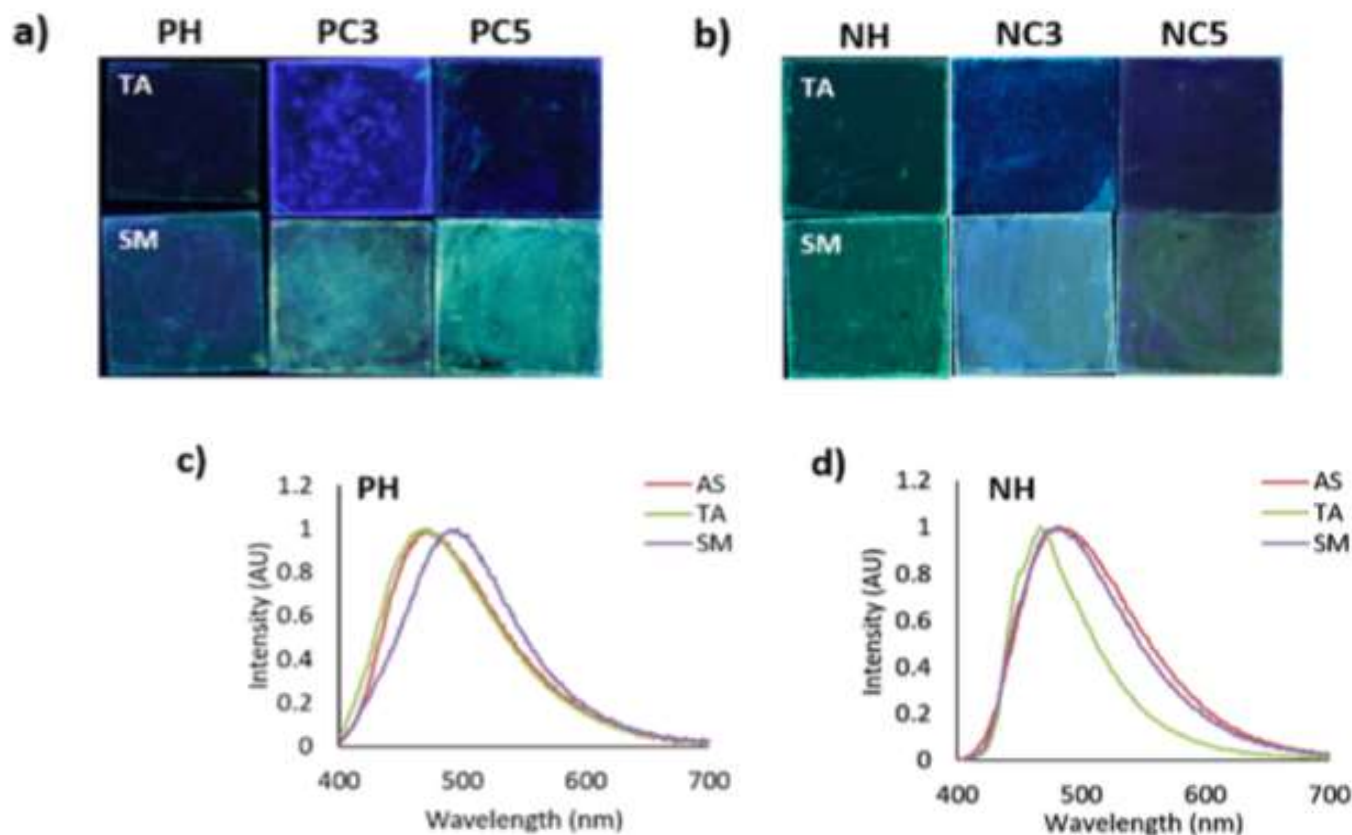 a) PH PC3 PC5
TA
SM
b) NH NC3 NC5
TA
SM
c)
PH
AS
TA
SM
1.2
1
0.8
0.6
0.4
0.2
0
400 500 600 700
Intensity (AU)
Wavelength (nm)
d)
NH
AS
TA
SM
1.2
1
0.8
0.6
0.4
0.2
0
400 500 600 700
Intensity (AU)
Wavelength (nm)